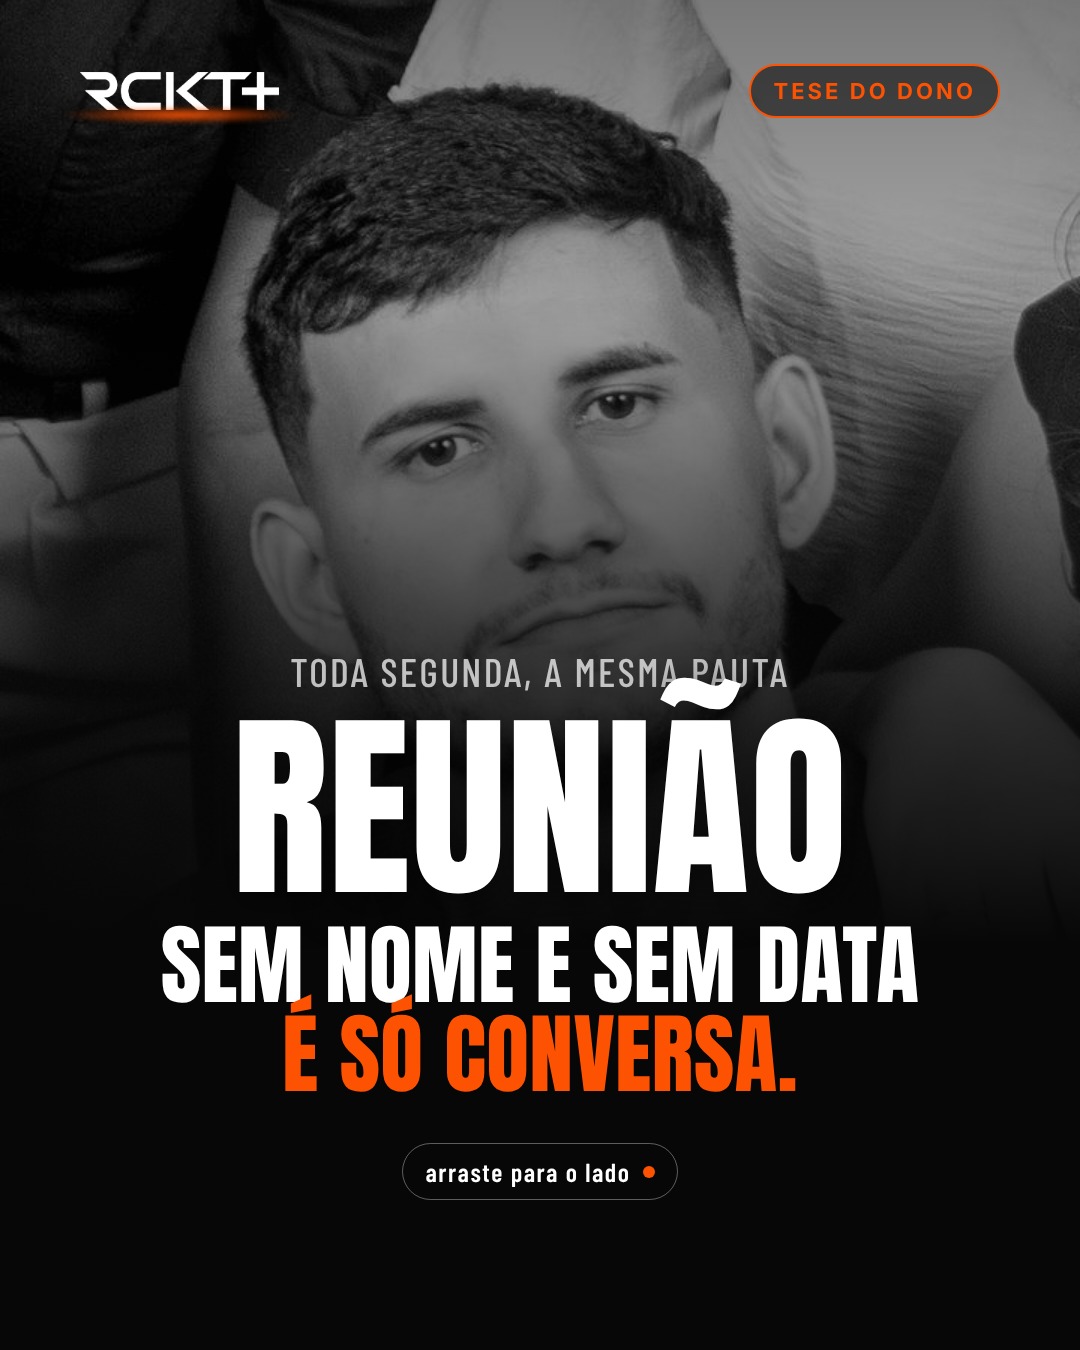 RCKT+
TESE DO DONO
TODA SEGUNDA, A MESMA PAUTA
REUNIÃO
SEM NOME E SEM DATA
É SÓ CONVERSA.
arraste para o lado